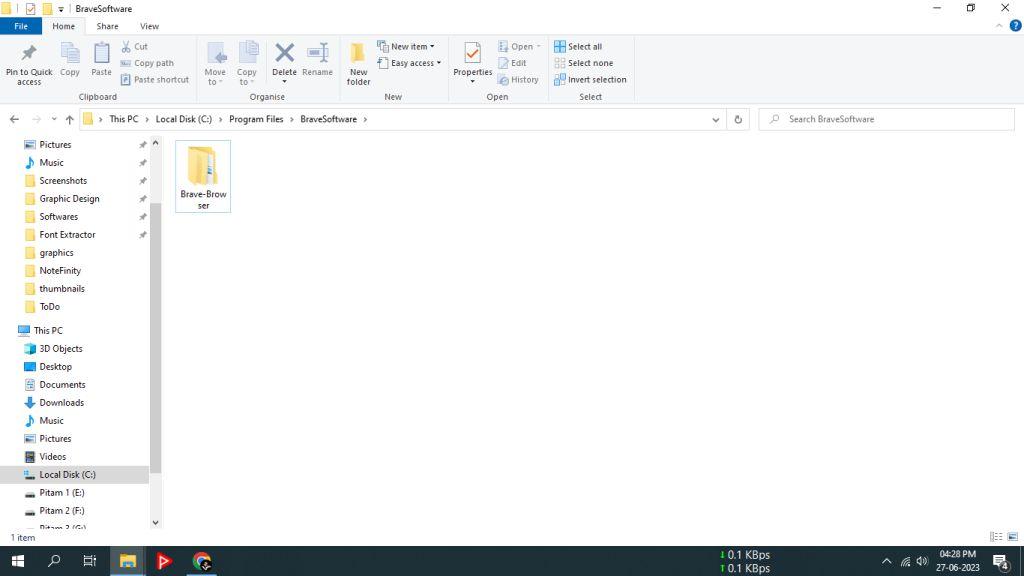 BraveSoftware
File Home Share View
Pin to Quick access
Copy
Paste
Cut
Copy path
Paste shortcut
Clipboard
Move to
Copy to
Delete
Rename
Organise
New folder
New item
Easy access
New
Properties
Open
Edit
History
Open
Select all
Select none
Invert selection
Select
This PC > Local Disk (C:) > Program Files > BraveSoftware >
Search BraveSoftware
Pictures
Music
Screenshots
Graphic Design
Softwares
Font Extractor
graphics
NoteFinity
thumbnails
ToDo
This PC
3D Objects
Desktop
Documents
Downloads
Music
Pictures
Videos
Local Disk (C:)
Pitam 1 (E:)
Pitam 2 (F:)
Pitam 3 (G:)
Brave-Brow
ser
1 item
0.1 KBps
0.1 KBps
04:28 PM
27-06-2023
4